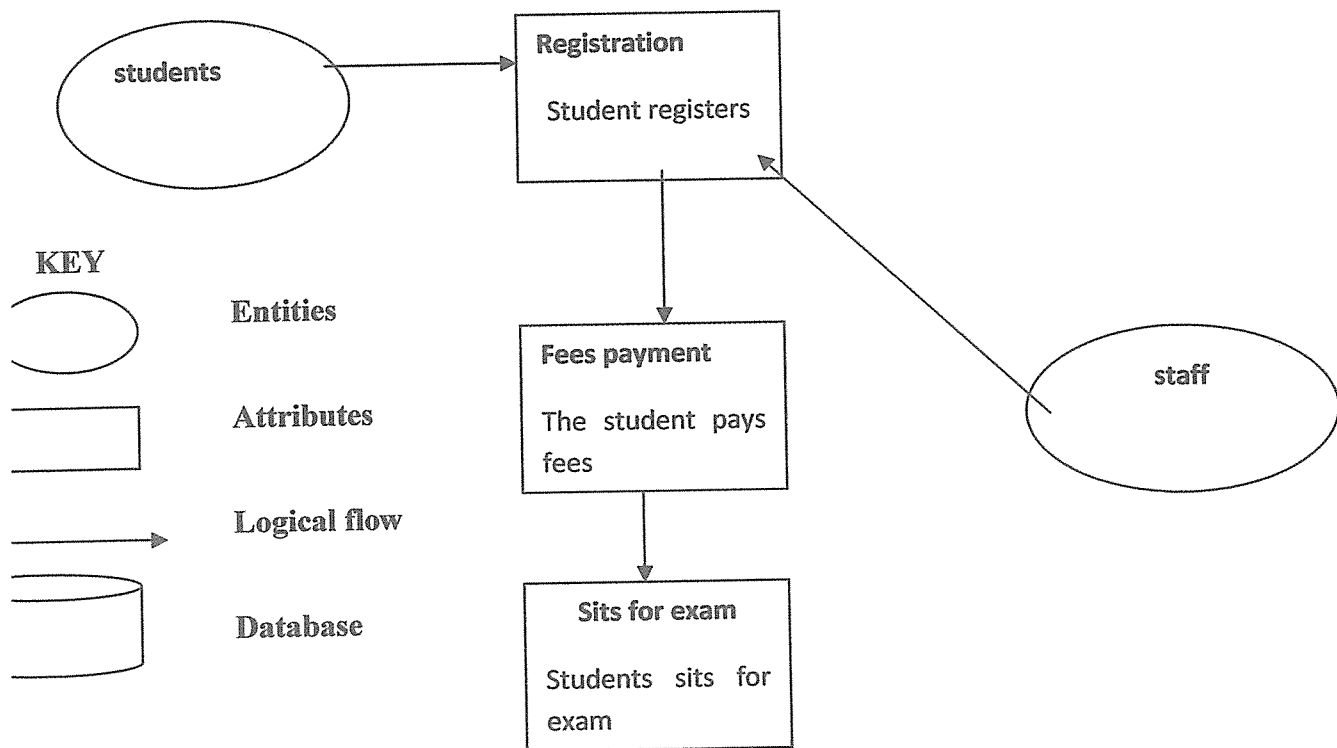 students
Registration
Student registers
KEY
Entities
Attributes
Logical flow
Database
Fees payment
The student pays
fees
staff
Sits for exam
Students sits for
exam